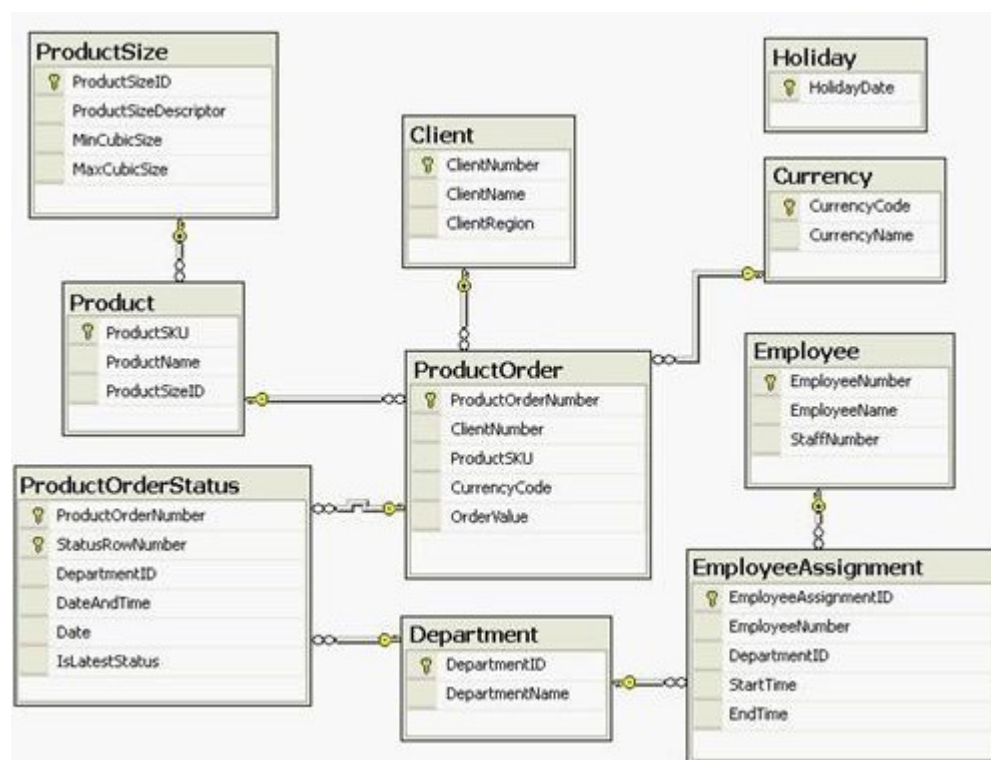 ProductSize
ProductSizeID
ProductSizeDescriptor
MinCubicSize
MaxCubicSize
Client
ClientNumber
ClientName
ClientRegion
Holiday
HolidayDate
Currency
CurrencyCode
CurrencyName
Product
ProductSKU
ProductName
ProductSizeID
ProductOrder
ProductOrderNumber
ClientNumber
ProductSKU
CurrencyCode
OrderValue
Employee
EmployeeNumber
EmployeeName
StaffNumber
ProductOrderStatus
ProductOrderNumber
StatusRowNumber
DepartmentID
DateAndTime
Date
IsLatestStatus
Department
DepartmentID
DepartmentName
EmployeeAssignment
EmployeeAssignmentID
EmployeeNumber
DepartmentID
StartTime
EndTime